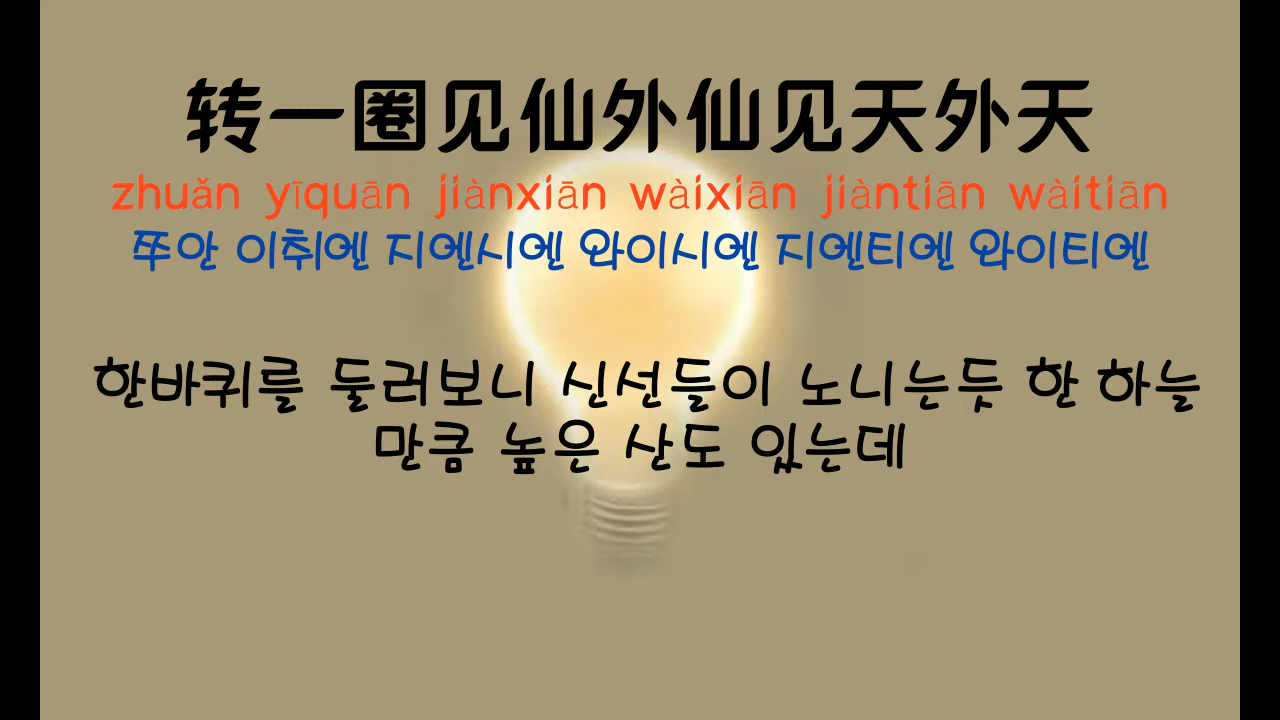 转一圈见仙外仙见天外天
zhuǎn yīquān jiànxiān wàixiān jiàntiān wàitiān
쭈안 이취엔 지엔시엔 와이시엔 지엔티엔 와이티엔
한바퀴를 둘러보니 신선들이 노니는듯 한 하늘
만큼 높은 산도 있는데